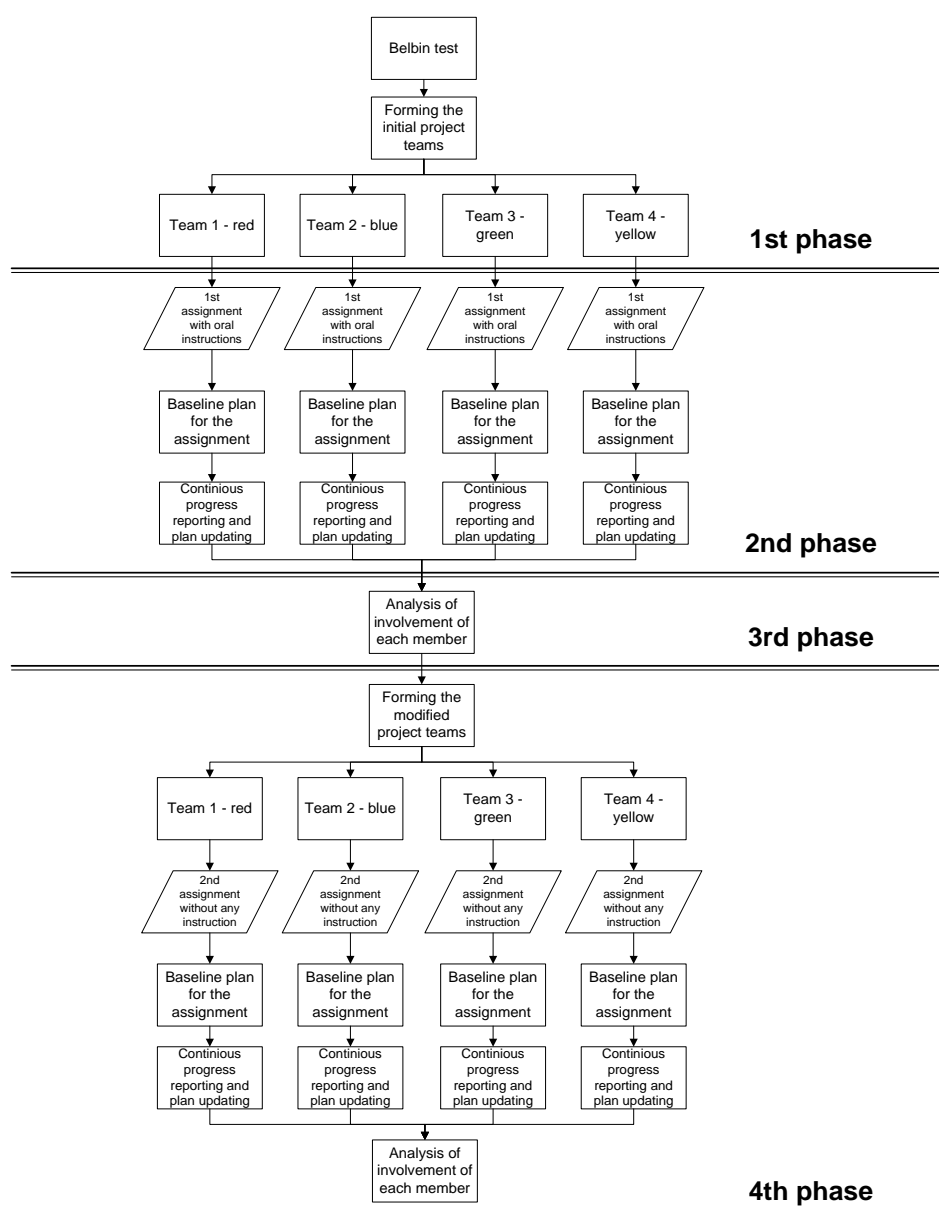 Belbin test
Forming the
initial project
teams
Team 1 - red
Team 2 - blue
Team 3 -
green
Team 4 -
yellow
1st phase
1st
assignment
with oral
instructions
1st
assignment
with oral
instructions
1st
assignment
with oral
instructions
1st
assignment
with oral
instructions
Baseline plan
for the
assignment
Baseline plan
for the
assignment
Baseline plan
for the
assignment
Baseline plan
for the
assignment
Continious
progress
reporting and
plan updating
Continious
progress
reporting and
plan updating
Continious
progress
reporting and
plan updating
Continious
progress
reporting and
plan updating
2nd phase
Analysis of
involvement of
each member
3rd phase
Forming the
modified
project teams
Team 1 - red
Team 2 - blue
Team 3 -
green
Team 4 -
yellow
2nd
assignment
without any
instruction
2nd
assignment
without any
instruction
2nd
assignment
without any
instruction
2nd
assignment
without any
instruction
Baseline plan
for the
assignment
Baseline plan
for the
assignment
Baseline plan
for the
assignment
Baseline plan
for the
assignment
Continious
progress
reporting and
plan updating
Continious
progress
reporting and
plan updating
Continious
progress
reporting and
plan updating
Continious
progress
reporting and
plan updating
Analysis of
involvement of
each member
4th phase